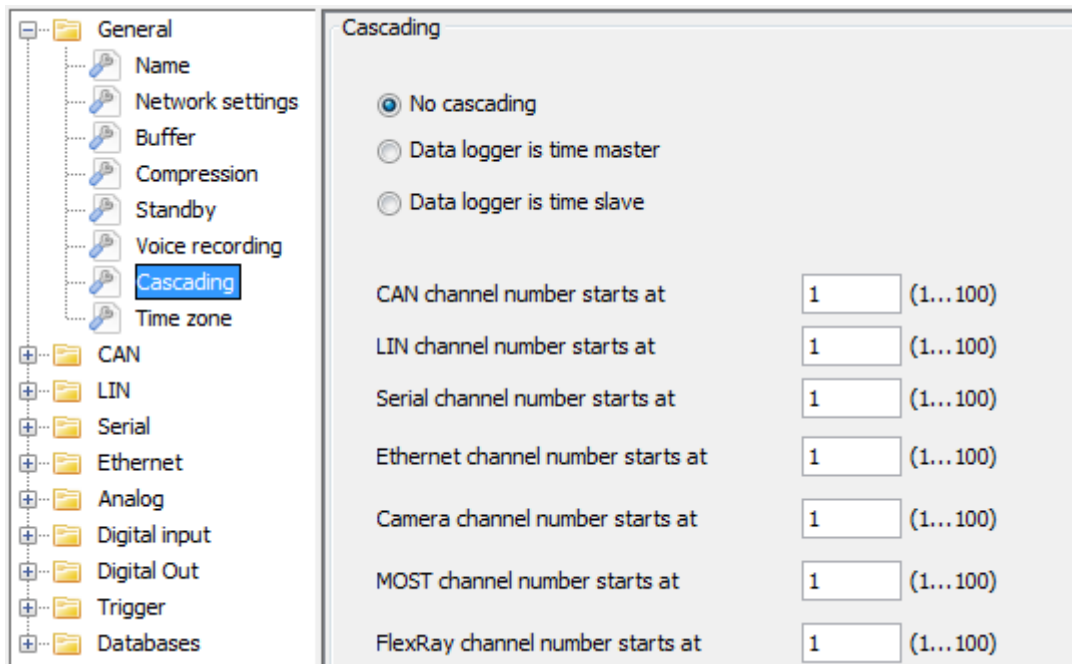 General
Name
Network settings
Buffer
Compression
Standby
Voice recording
Cascading
Time zone
CAN
LIN
Serial
Ethernet
Analog
Digital input
Digital Out
Trigger
Databases
Cascading
No cascading
Data logger is time master
Data logger is time slave
CAN channel number starts at 1 (1...100)
LIN channel number starts at 1 (1...100)
Serial channel number starts at 1 (1...100)
Ethernet channel number starts at 1 (1...100)
Camera channel number starts at 1 (1...100)
MOST channel number starts at 1 (1...100)
FlexRay channel number starts at 1 (1...100)